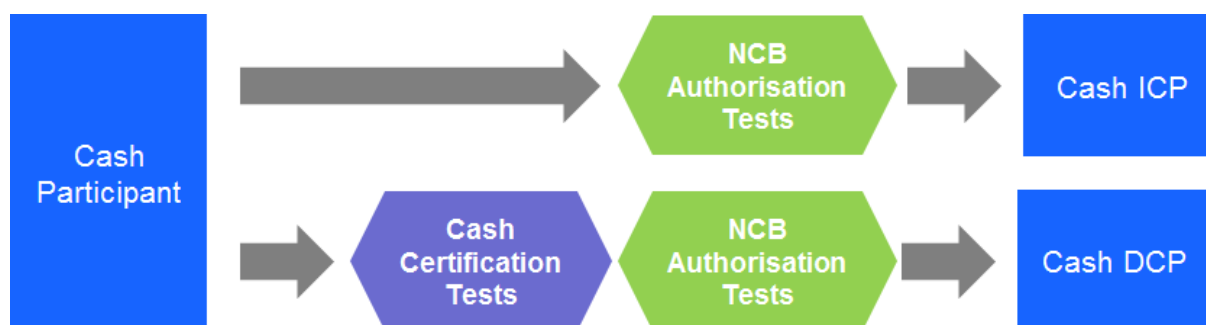 NCB
Authorisation
Tests
Cash ICP
Cash
Participant
Cash
Certification
Tests
NCB
Authorisation
Tests
Cash DCP